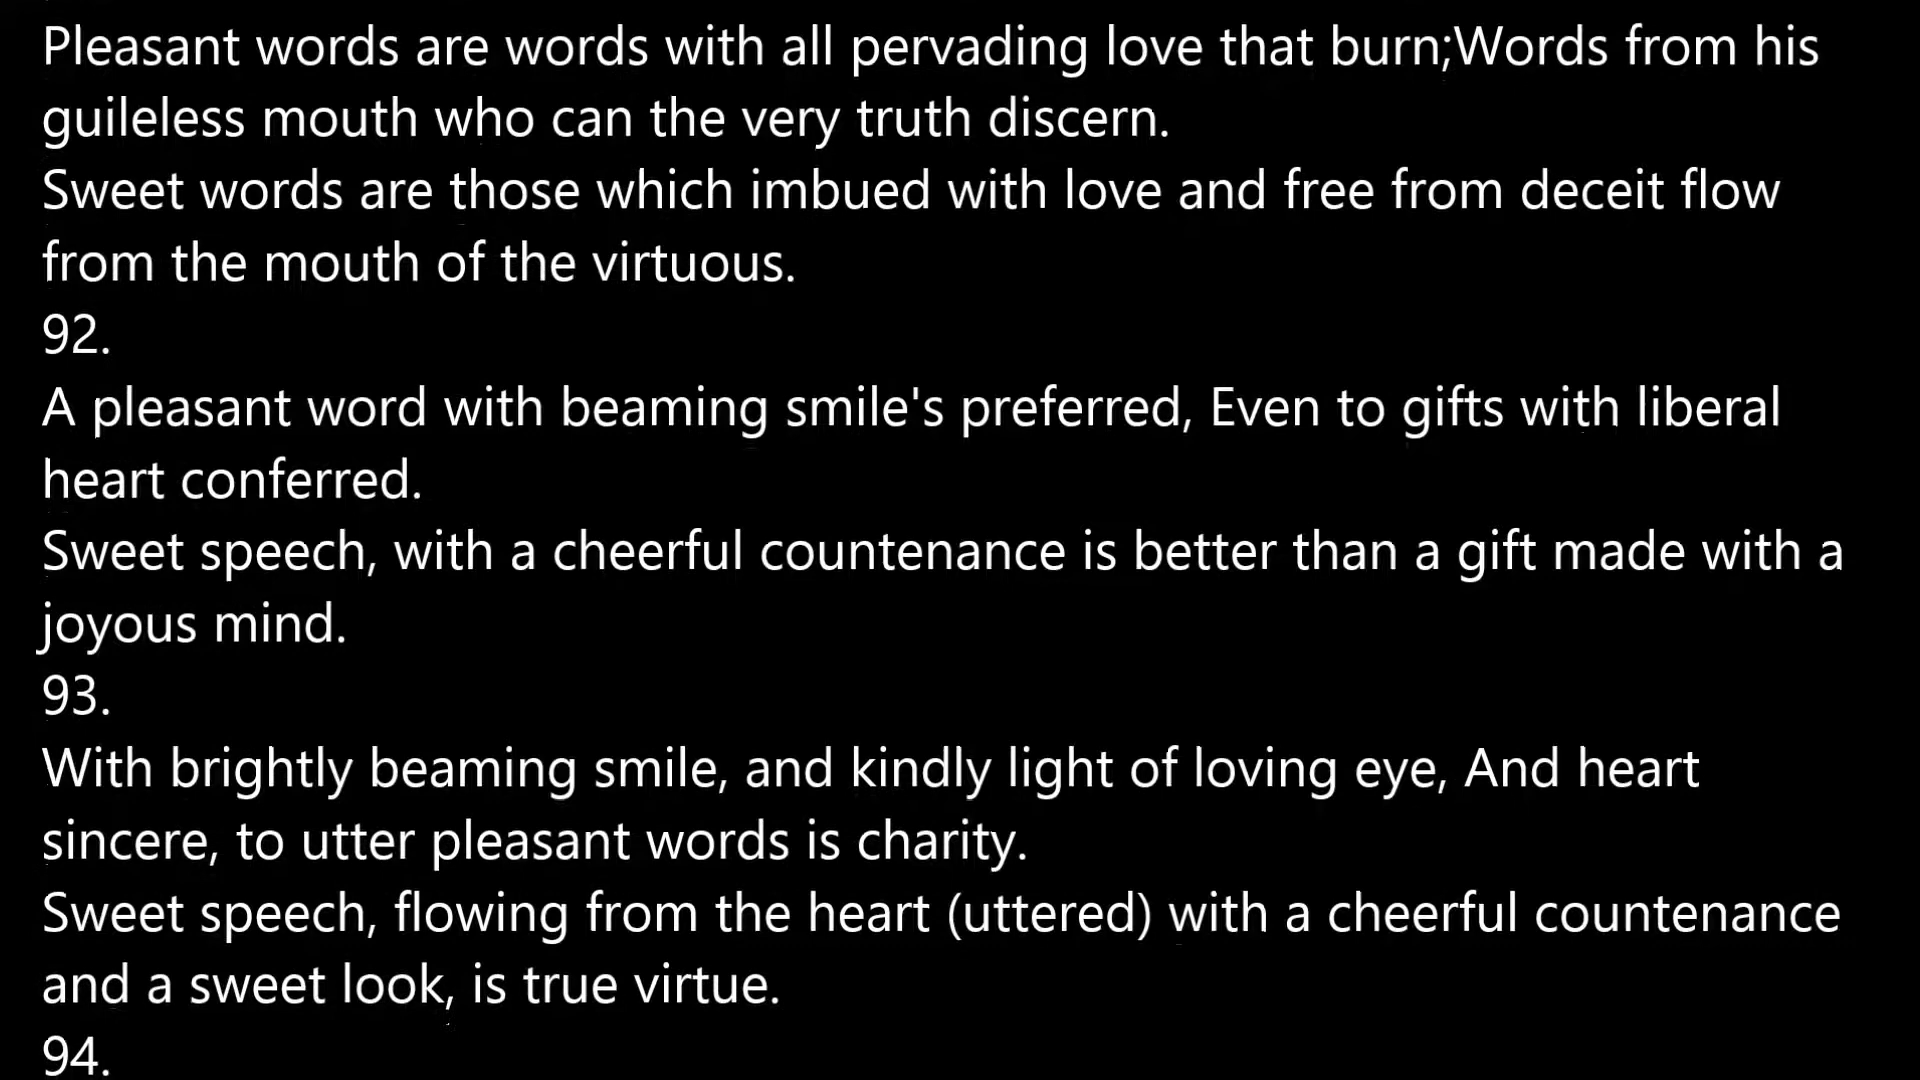 Pleasant words are words with all pervading love that burn;Words from his
guileless mouth who can the very truth discern.
Sweet words are those which imbued with love and free from deceit flow
from the mouth of the virtuous.
92.
A pleasant word with beaming smile's preferred, Even to gifts with liberal
heart conferred.
Sweet speech, with a cheerful countenance is better than a gift made with a
joyous mind.
93.
With brightly beaming smile, and kindly light of loving eye, And heart
sincere, to utter pleasant words is charity.
Sweet speech, flowing from the heart (uttered) with a cheerful countenance
and a sweet look, is true virtue.
94.